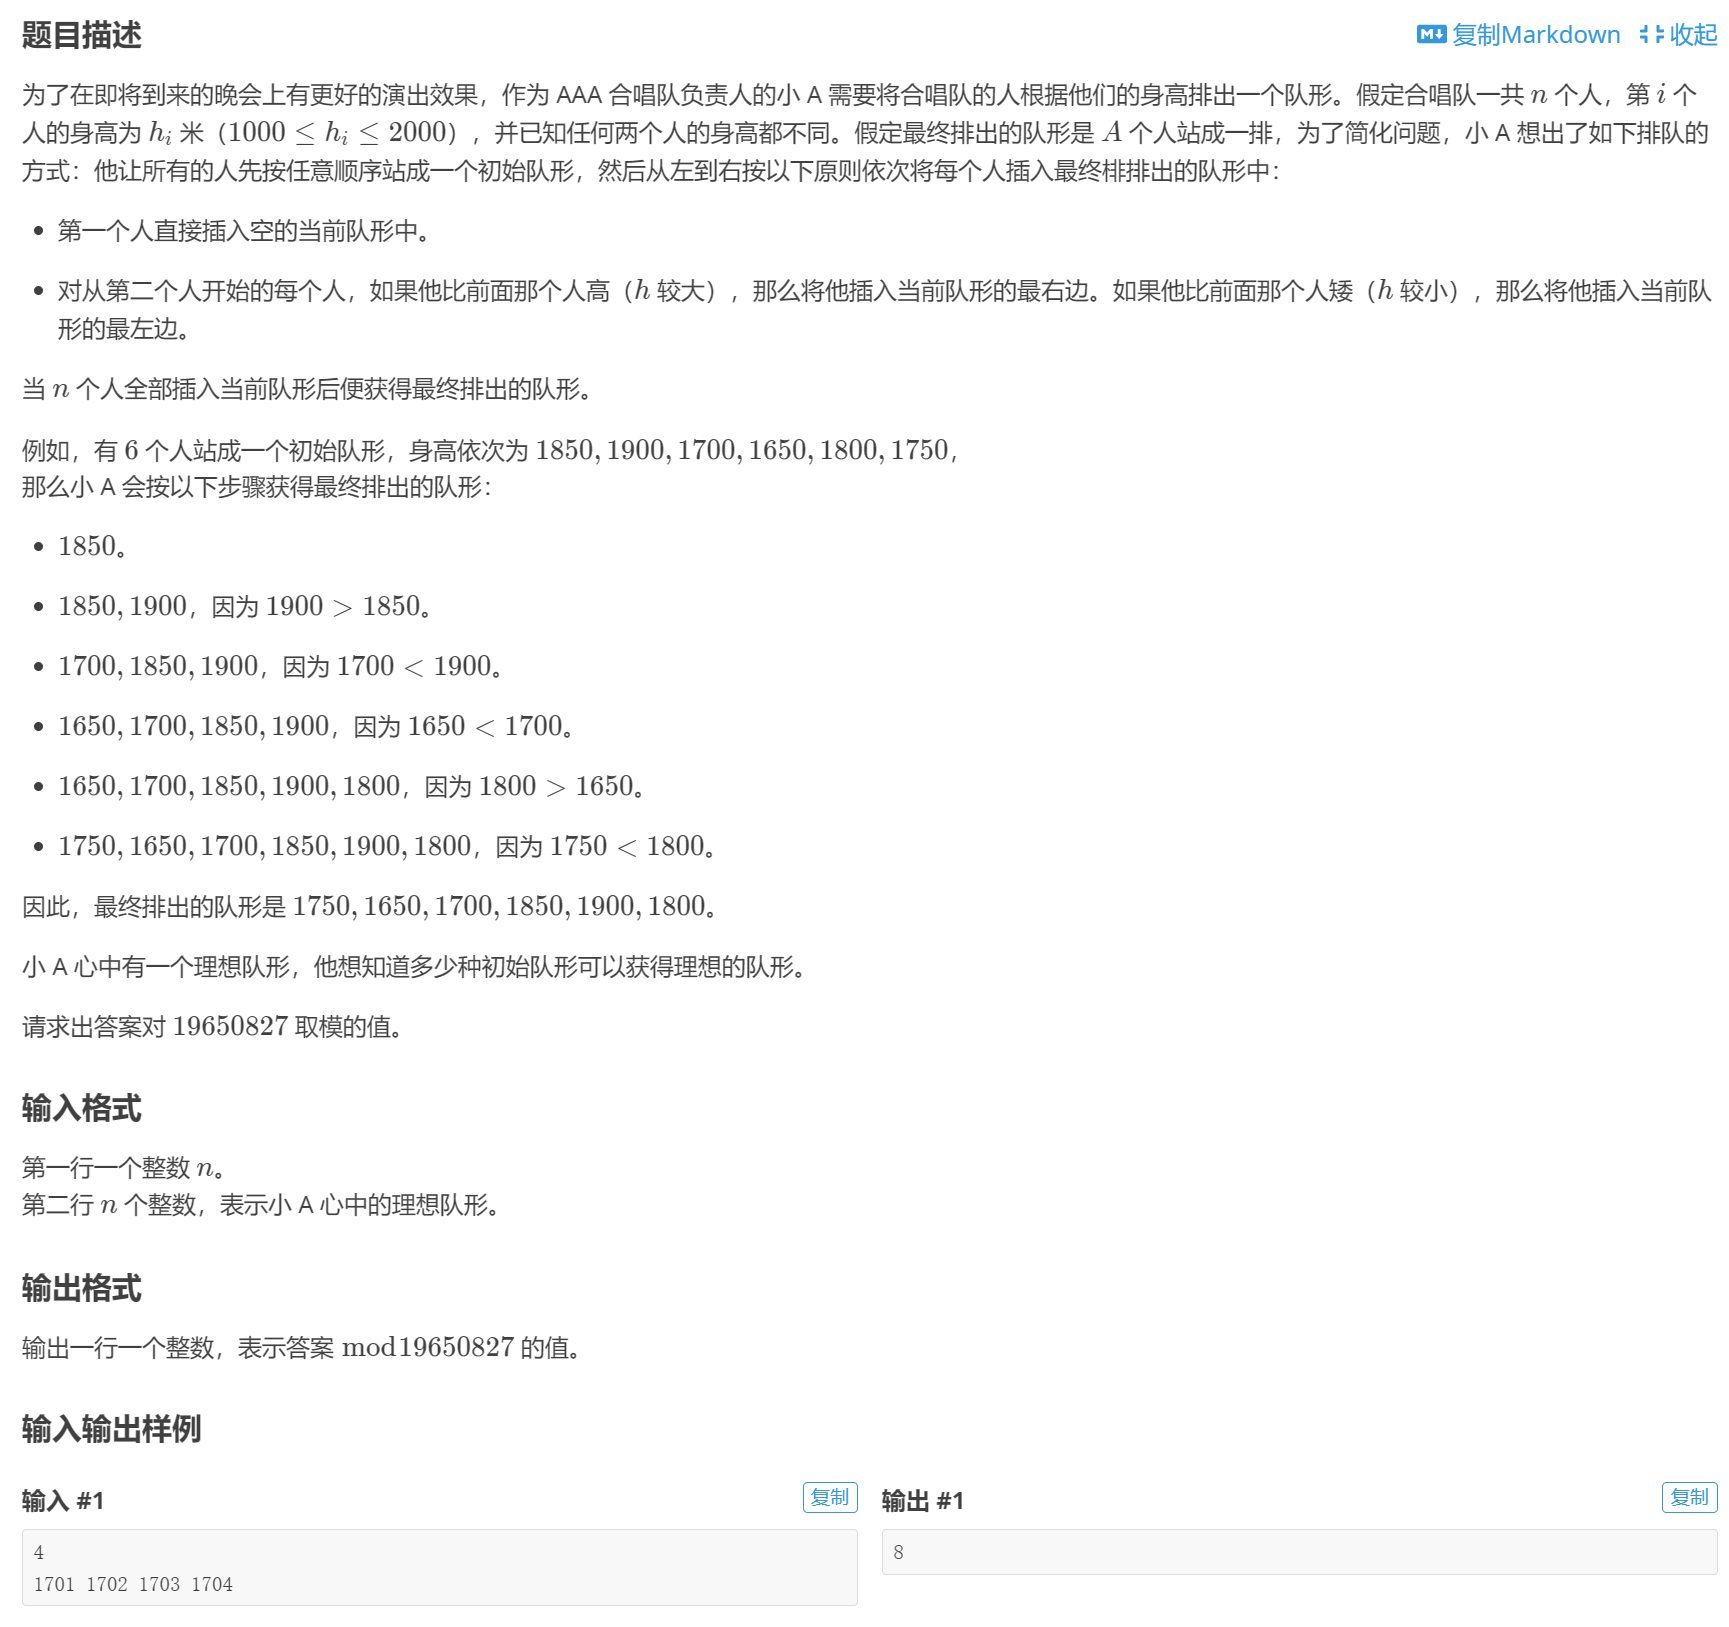 题目描述
复制Markdown 收起
为了在即将到来的晚会上有更好的演出效果，作为 AAA 合唱队负责人的小 A 需要将合唱队的人根据他们的身高排出一个队形。假定合唱队一共 n 个人，第 i 个
人的身高为 h_i 米（1000 ≤ h_i ≤ 2000），并已知任何两个人的身高都不同。假定最终排出的队形是 A 个人站成一排，为了简化问题，小 A 想出了如下排队的
方式：他让所有的人先按任意顺序站成一个初始队形，然后从左到右按以下原则依次将每个人插入最终棑排出的队形中：
• 第一个人直接插入空的当前队形中。
• 对从第二个人开始的每个人，如果他比前面那个人高（h 较大），那么将他插入当前队形的最右边。如果他比前面那个人矮（h 较小），那么将他插入当前队
形的最左边。
当 n 个人全部插入当前队形后便获得最终排出的队形。
例如，有 6 个人站成一个初始队形，身高依次为 1850, 1900, 1700, 1650, 1800, 1750，
那么小 A 会按以下步骤获得最终排出的队形：
• 1850。
• 1850, 1900，因为 1900 > 1850。
• 1700, 1850, 1900，因为 1700 < 1900。
• 1650, 1700, 1850, 1900，因为 1650 < 1700。
• 1650, 1700, 1850, 1900, 1800，因为 1800 > 1650。
• 1750, 1650, 1700, 1850, 1900, 1800，因为 1750 < 1800。
因此，最终排出的队形是 1750, 1650, 1700, 1850, 1900, 1800。
小 A 心中有一个理想队形，他想知道多少种初始队形可以获得理想的队形。
请求出答案对 19650827 取模的值。
输入格式
第一行一个整数 n。
第二行 n 个整数，表示小 A 心中的理想队形。
输出格式
输出一行一个整数，表示答案 mod19650827 的值。
输入输出样例
输入 #1 复制
4
1701 1702 1703 1704
输出 #1 复制
8